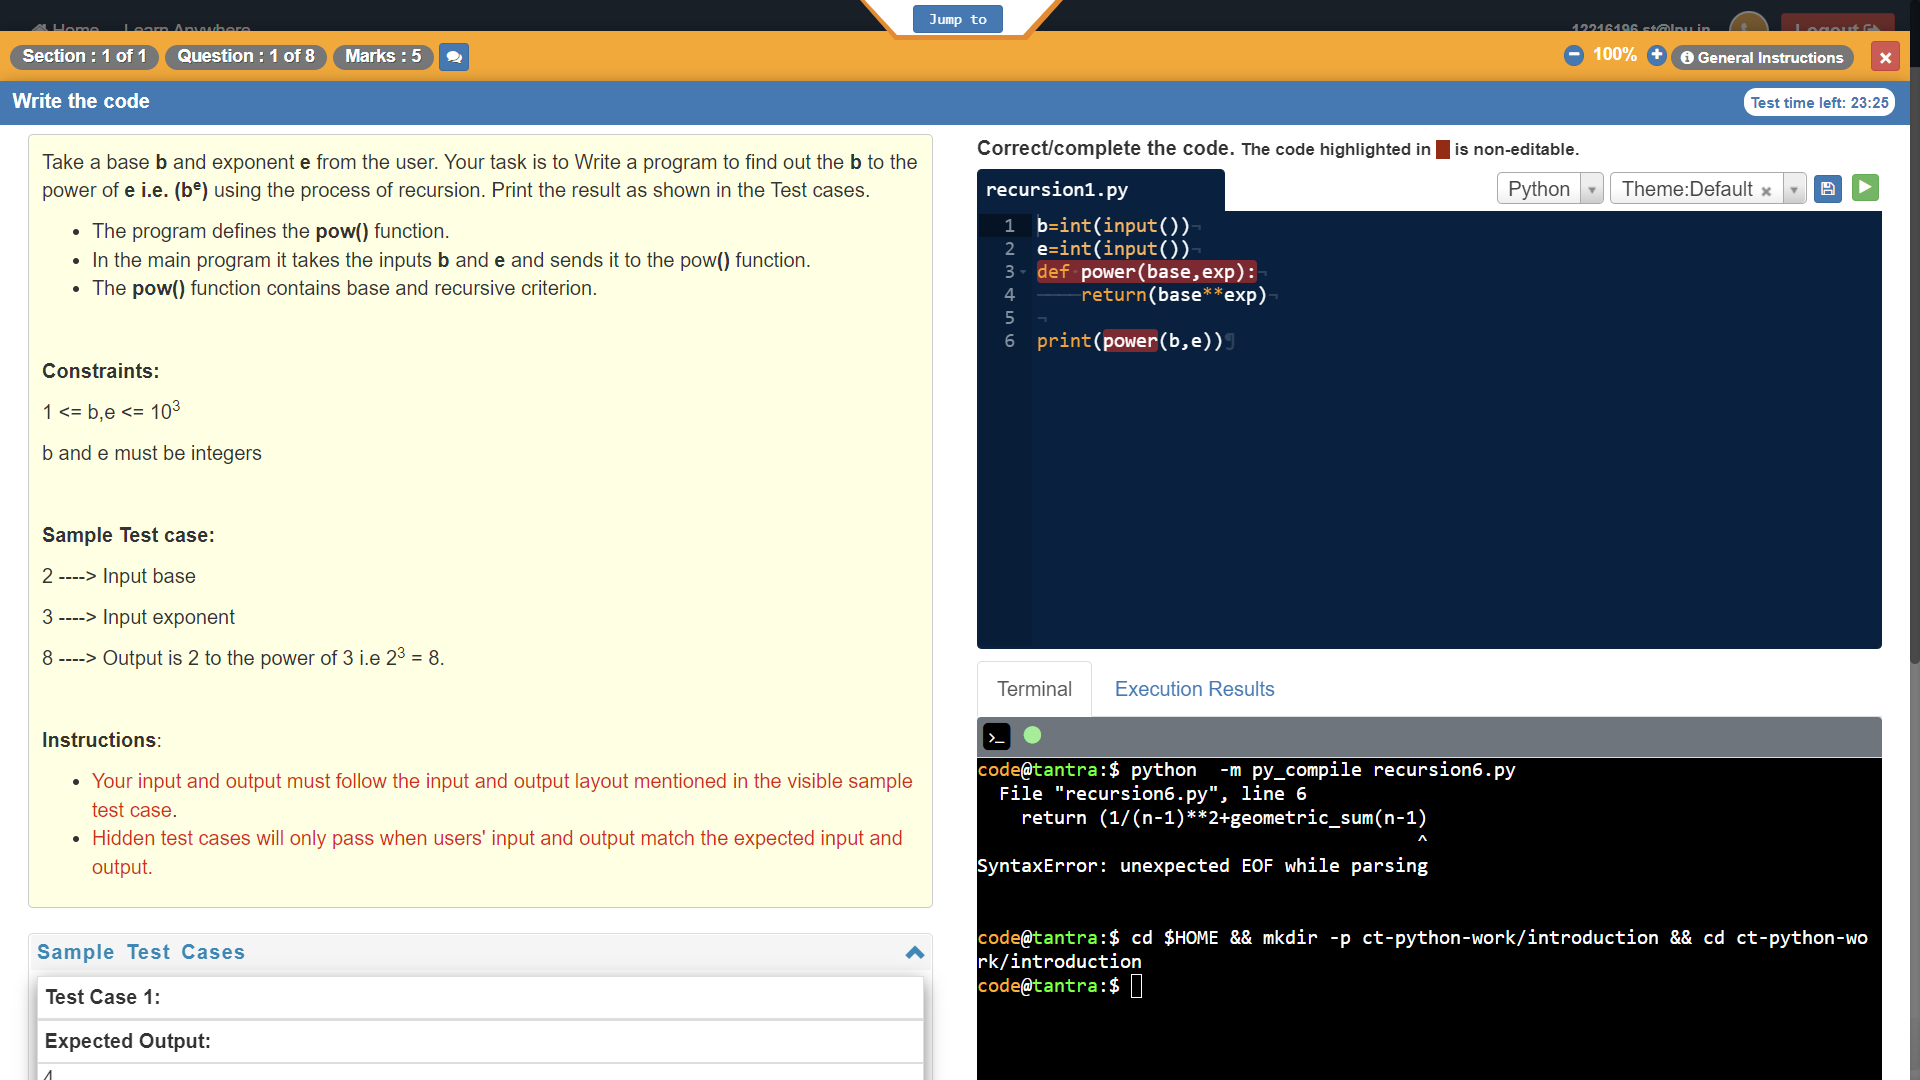 Jump to
Home Learn Anywhere
12216196.st@lpu.in
Logout
Section : 1 of 1 Question : 1 of 8 Marks : 5
100% General Instructions
Write the code
Test time left: 23:25
Take a base b and exponent e from the user. Your task is to Write a program to find out the b to the
power of e i.e. (bᵉ) using the process of recursion. Print the result as shown in the Test cases.
• The program defines the pow() function.
• In the main program it takes the inputs b and e and sends it to the pow() function.
• The pow() function contains base and recursive criterion.
Constraints:
1 <= b,e <= 10³
b and e must be integers
Sample Test case:
2 ----> Input base
3 ----> Input exponent
8 ----> Output is 2 to the power of 3 i.e 2³ = 8.
Instructions:
• Your input and output must follow the input and output layout mentioned in the visible sample
test case.
• Hidden test cases will only pass when users' input and output match the expected input and
output.
Sample Test Cases
Test Case 1:
Expected Output:
4
Correct/complete the code. The code highlighted in is non-editable.
recursion1.py
Python Theme:Default ×
1 b=int(input())
2 e=int(input())
3 def power(base,exp):
4 return(base**exp)
5
6 print(power(b,e))
Terminal Execution Results
code@tantra:$ python -m py_compile recursion6.py
File "recursion6.py", line 6
return (1/(n-1)**2+geometric_sum(n-1)
^
SyntaxError: unexpected EOF while parsing
code@tantra:$ cd $HOME && mkdir -p ct-python-work/introduction && cd ct-python-wo
rk/introduction
code@tantra:$